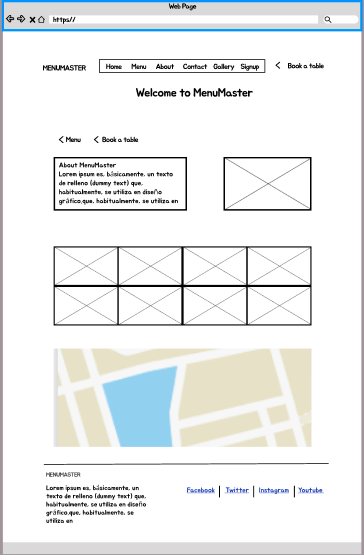 Web Page
https//
MENUMASTER Home Menu About Contact Gallery Signup Book a table
Welcome to MenuMaster
Menu Book a table
About MenuMaster
Lorem ipsum es, básicamente, un texto
de relleno (dummy text) que,
habitualmente, se utiliza en diseño
gráfico,que, habitualmente, se utiliza en
MENUMASTER
Lorem ipsum es, básicamente, un
texto de relleno (dummy text) que,
habitualmente, se utiliza en diseño
gráfico,que, habitualmente, se
utiliza en
Facebook Twitter Instagram Youtube